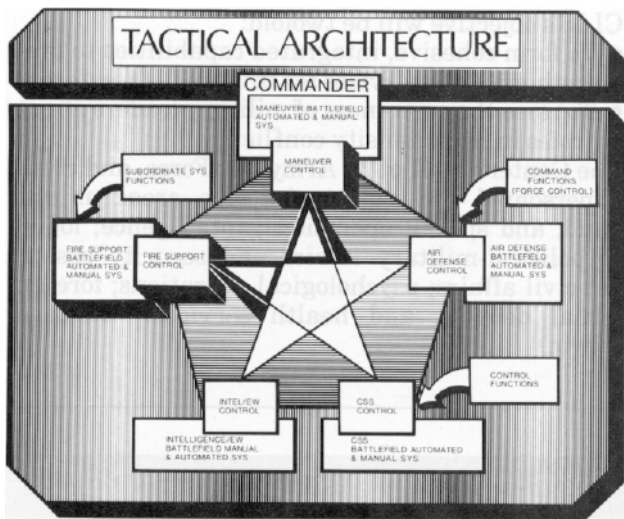 TACTICAL ARCHITECTURE
COMMANDER
MANEUVER BATTLEFIELD
AUTOMATED & MANUAL
SYS
MANEUVER
CONTROL
SUBORDINATE SYS
FUNCTIONS
COMMAND
FUNCTIONS
(FORCE CONTROL)
FIRE SUPPORT
BATTLEFIELD
AUTOMATED &
MANUAL SYS
FIRE SUPPORT
CONTROL
AIR
DEFENSE
CONTROL
AIR DEFENSE
BATTLEFIELD
AUTOMATED &
MANUAL SYS
CONTROL
FUNCTIONS
INTEL/EW
CONTROL
CSS
CONTROL
INTELLIGENCE/EW
BATTLEFIELD MANUAL
& AUTOMATED SYS
CSS
BATTLEFIELD AUTOMATED
& MANUAL SYS